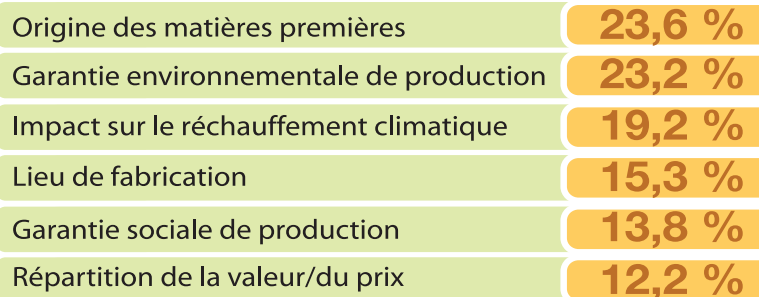 Origine des matières premières 23,6 %
Garantie environnementale de production 23,2 %
Impact sur le réchauffement climatique 19,2 %
Lieu de fabrication 15,3 %
Garantie sociale de production 13,8 %
Répartition de la valeur/du prix 12,2 %